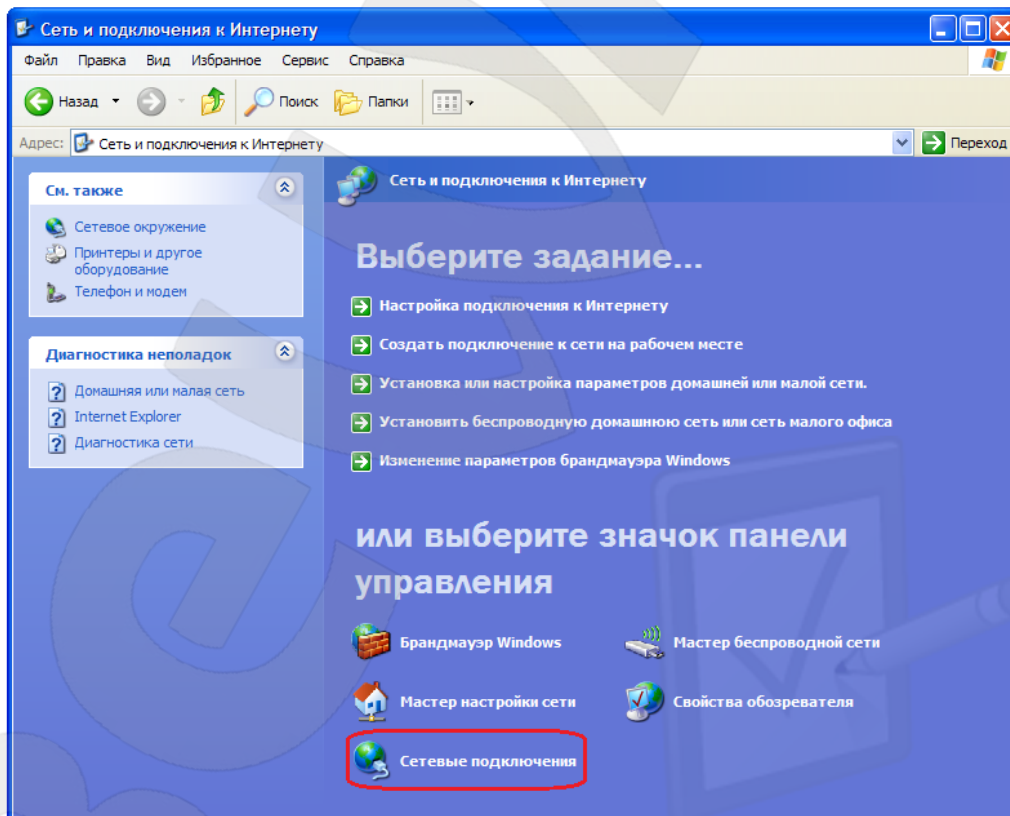 Сеть и подключения к Интернету
Файл Правка Вид Избранное Сервис Справка
Назад Поиск Папки
Адрес: Сеть и подключения к Интернету Переход
См. также
Сетевое окружение
Принтеры и другое
оборудование
Телефон и модем
Диагностика неполадок
Домашняя или малая сеть
Internet Explorer
Диагностика сети
Сеть и подключения к Интернету
Выберите задание...
Настройка подключения к Интернету
Создать подключение к сети на рабочем месте
Установка или настройка параметров домашней или малой сети.
Установить беспроводную домашнюю сеть или сеть малого офиса
Изменение параметров брандмауэра Windows
или выберите значок панели
управления
Брандмауэр Windows Мастер беспроводной сети
Мастер настройки сети Свойства обозревателя
Сетевые подключения